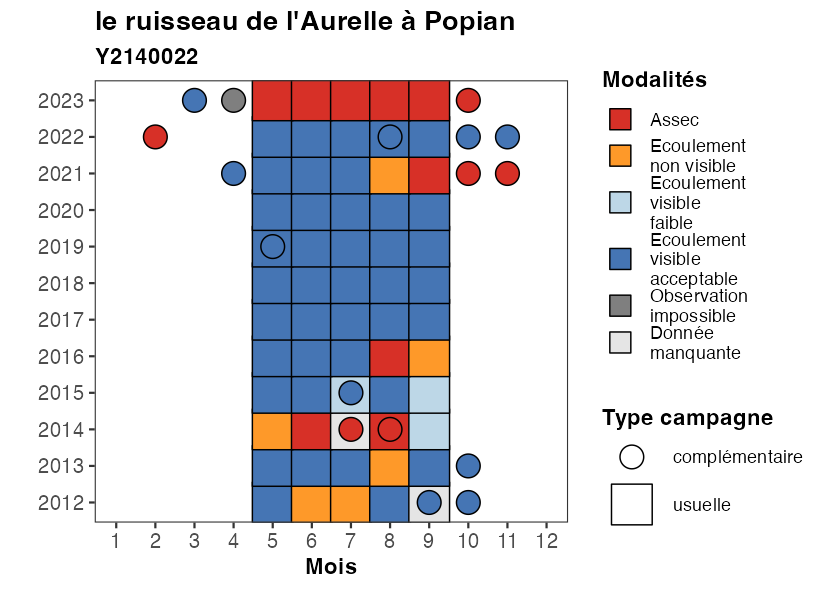 le ruisseau de l'Aurelle à Popian
Y2140022
2023
2022
2021
2020
2019
2018
2017
2016
2015
2014
2013
2012
1 2 3 4 5 6 7 8 9 10 11 12
Mois
Modalités
Assec
Ecoulement
non visible
Ecoulement
visible
faible
Ecoulement
visible
acceptable
Observation
impossible
Donnée
manquante
Type campagne
complémentaire
usuelle